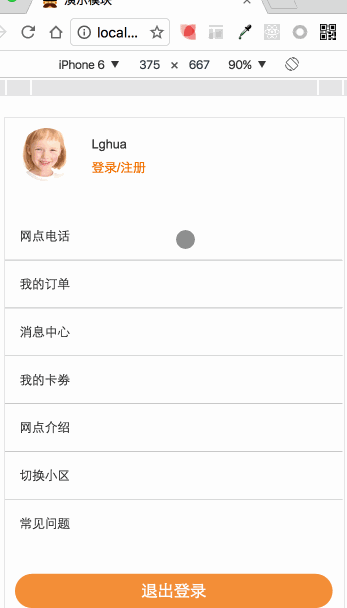 演示模块
local...
iPhone 6 ▼ 375 × 667 90% ▼
Lghua
登录/注册
网点电话
我的订单
消息中心
我的卡券
网点介绍
切换小区
常见问题
退出登录